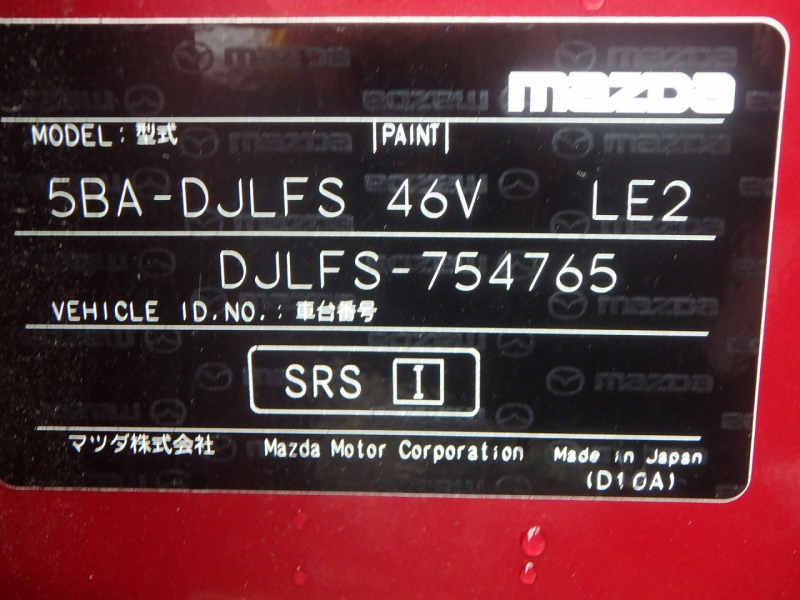 mazda
MODEL : 型式 |PAINT|
5BA-DJLFS 46V LE2
DJLFS-754765
VEHICLE ID.NO. : 車台番号
SRS I
マツダ株式会社 Mazda Motor Corporation Made in Japan
(D10A)